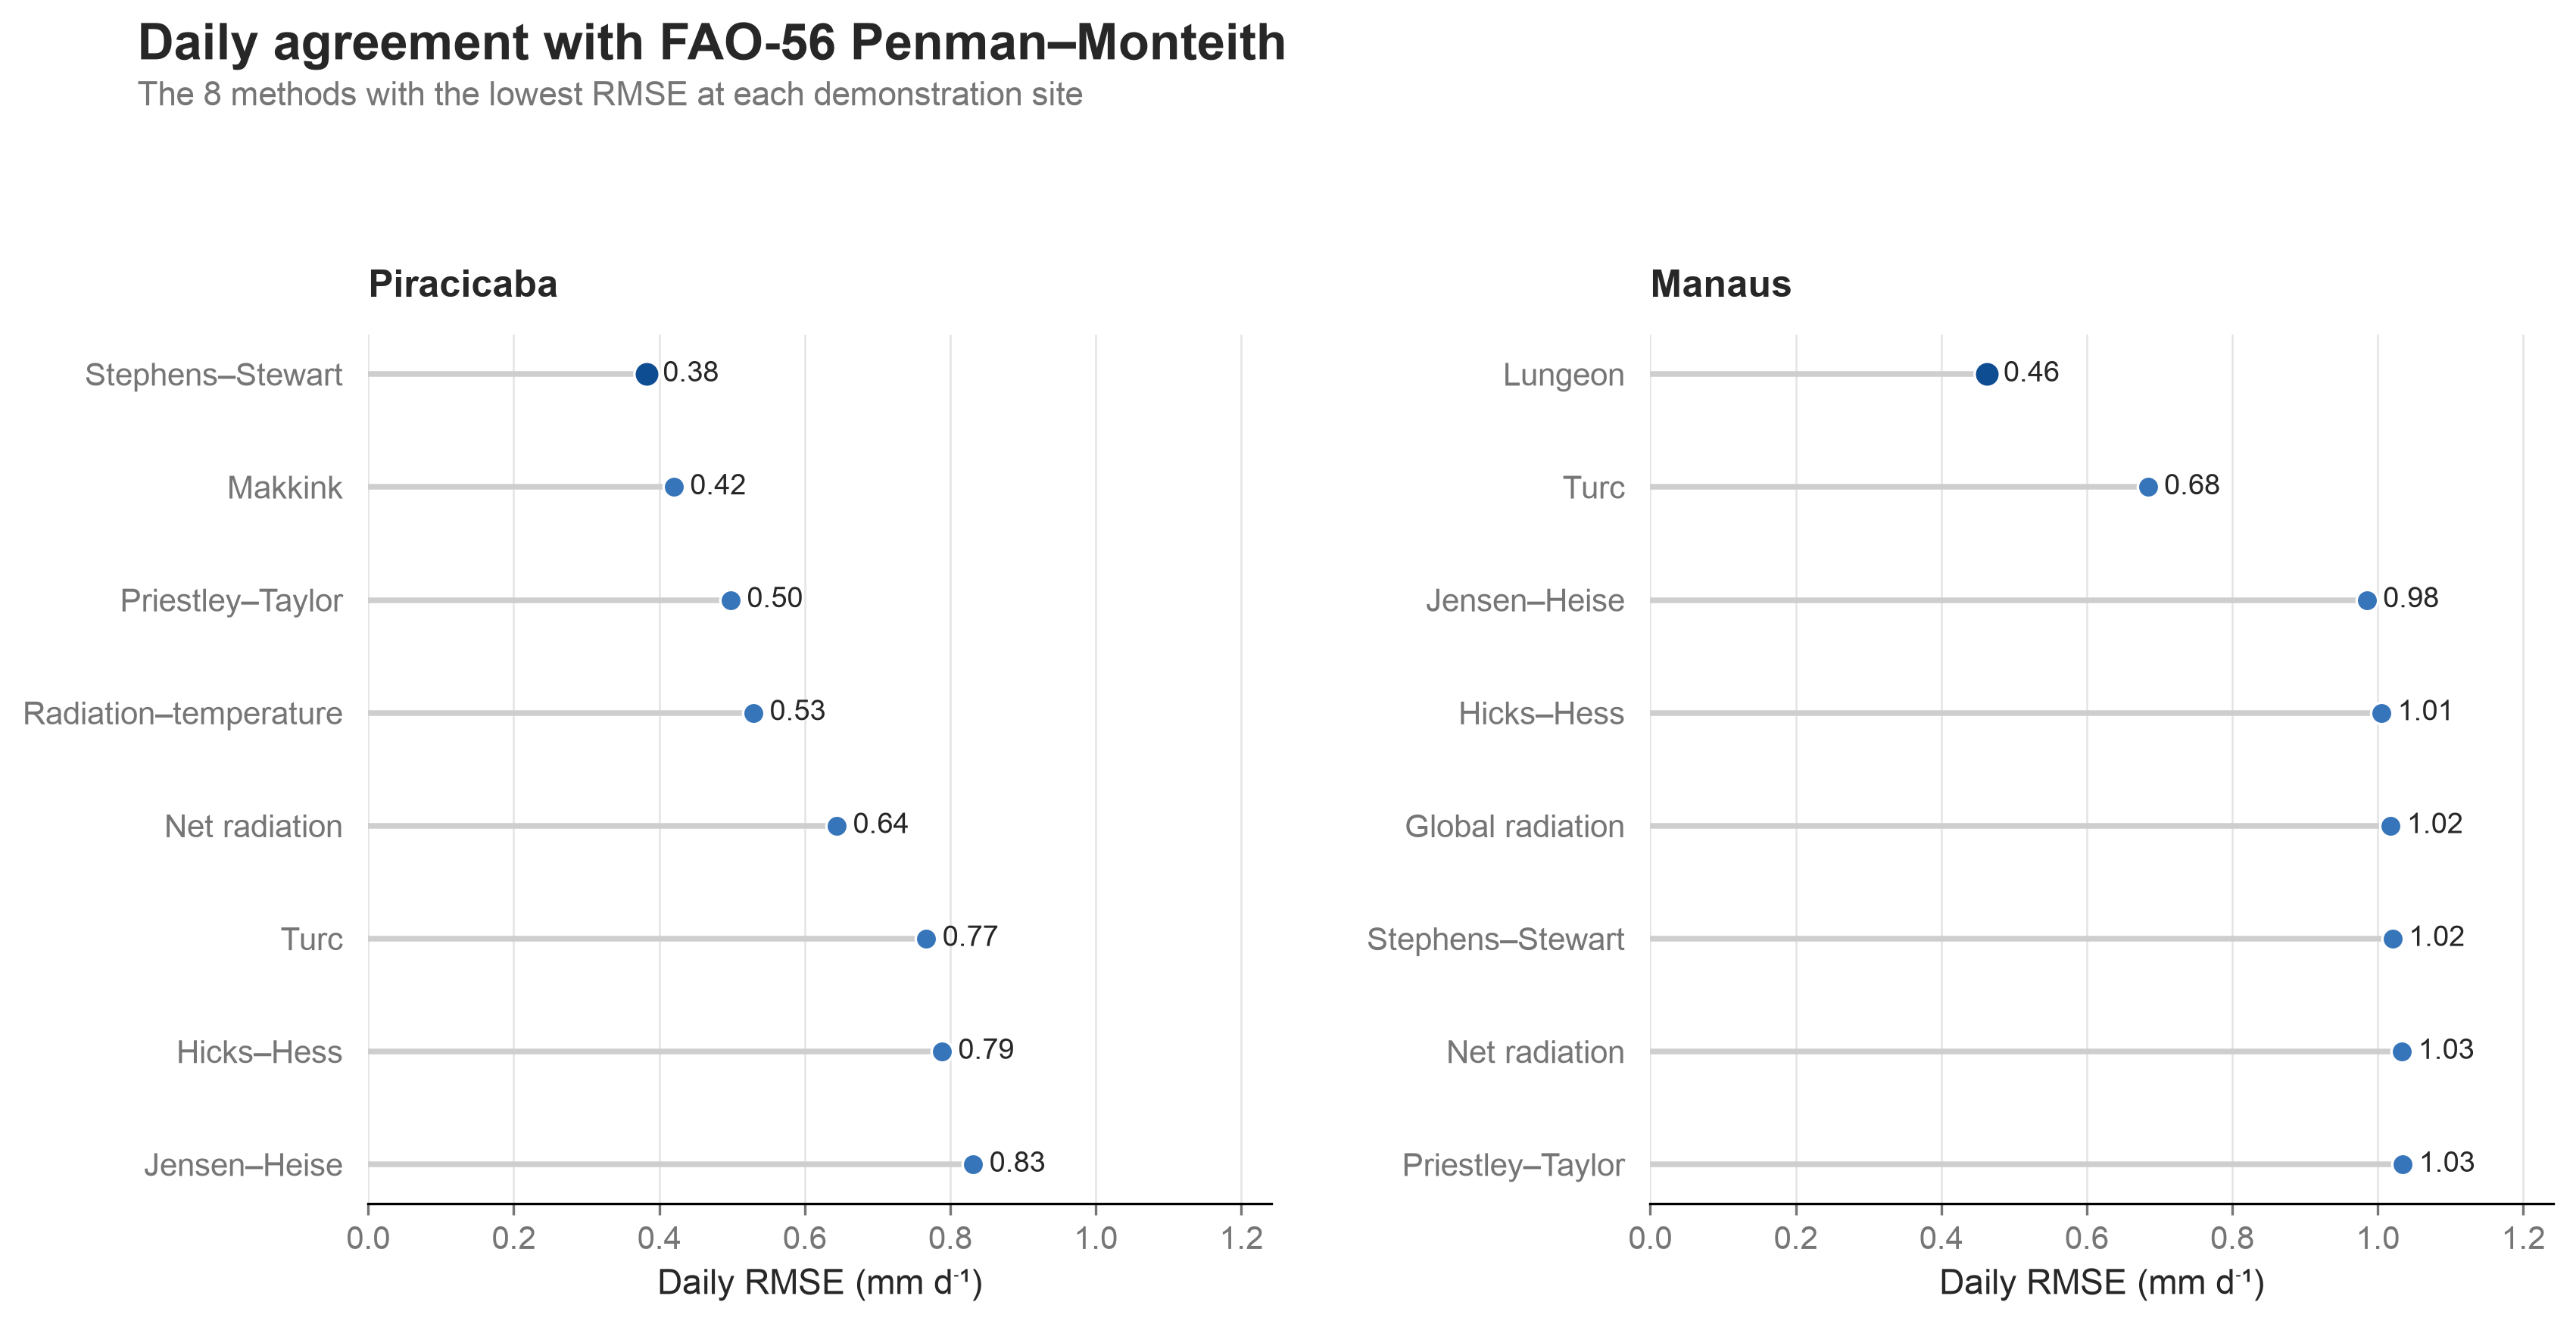 Daily agreement with FAO-56 Penman–Monteith
The 8 methods with the lowest RMSE at each demonstration site
Piracicaba
Stephens–Stewart 0.38
Makkink 0.42
Priestley–Taylor 0.50
Radiation–temperature 0.53
Net radiation 0.64
Turc 0.77
Hicks–Hess 0.79
Jensen–Heise 0.83
0.0 0.2 0.4 0.6 0.8 1.0 1.2
Daily RMSE (mm d⁻¹)
Manaus
Lungeon 0.46
Turc 0.68
Jensen–Heise 0.98
Hicks–Hess 1.01
Global radiation 1.02
Stephens–Stewart 1.02
Net radiation 1.03
Priestley–Taylor 1.03
0.0 0.2 0.4 0.6 0.8 1.0 1.2
Daily RMSE (mm d⁻¹)